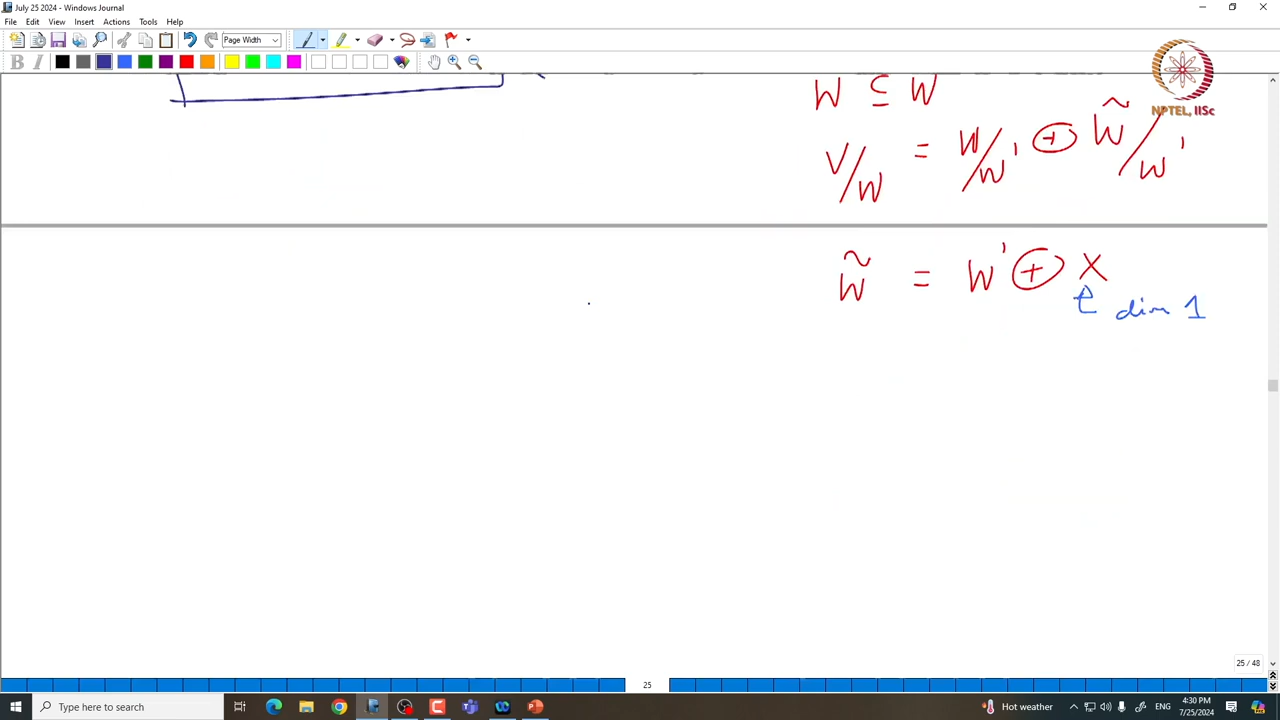 July 25 2024 - Windows Journal
File Edit View Insert Actions Tools Help
Page Width
B i
NPTEL, IISc
W ⊆ W
V/W = W/W' ⊕ W̃/W'
W̃ = W' ⊕ X
dim 1
25 / 48
25
Type here to search
Hot weather
ENG
4:30 PM
7/25/2024